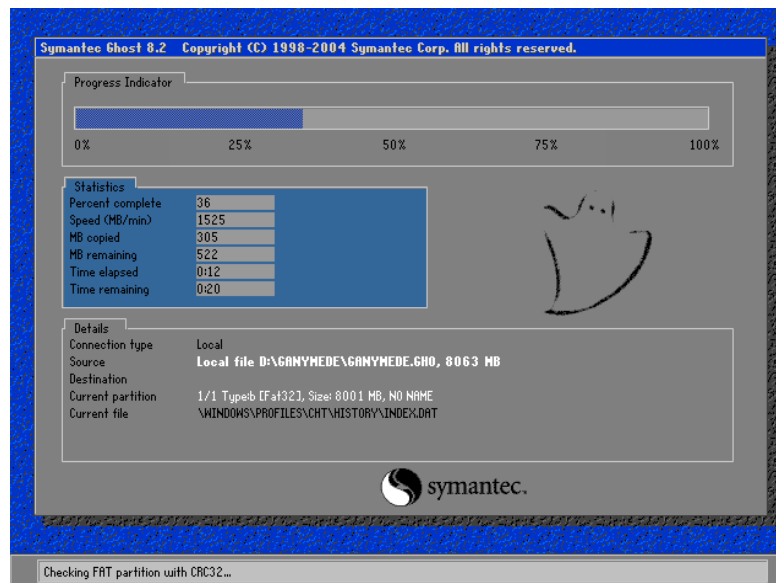 Symantec Ghost 8.2 Copyright (C) 1998-2004 Symantec Corp. All rights reserved.
Progress Indicator
0% 25% 50% 75% 100%
Statistics
Percent complete 36
Speed (MB/min) 1525
MB copied 305
MB remaining 522
Time elapsed 0:12
Time remaining 0:20
Details
Connection type Local
Source Local file D:\GANYMEDE\GANYMEDE.GHO, 8063 MB
Destination
Current partition 1/1 Type:b [Fat32], Size: 8001 MB, NO NAME
Current file \WINDOWS\PROFILES\CHT\HISTORY\INDEX.DAT
symantec.
Checking FAT partition with CRC32...